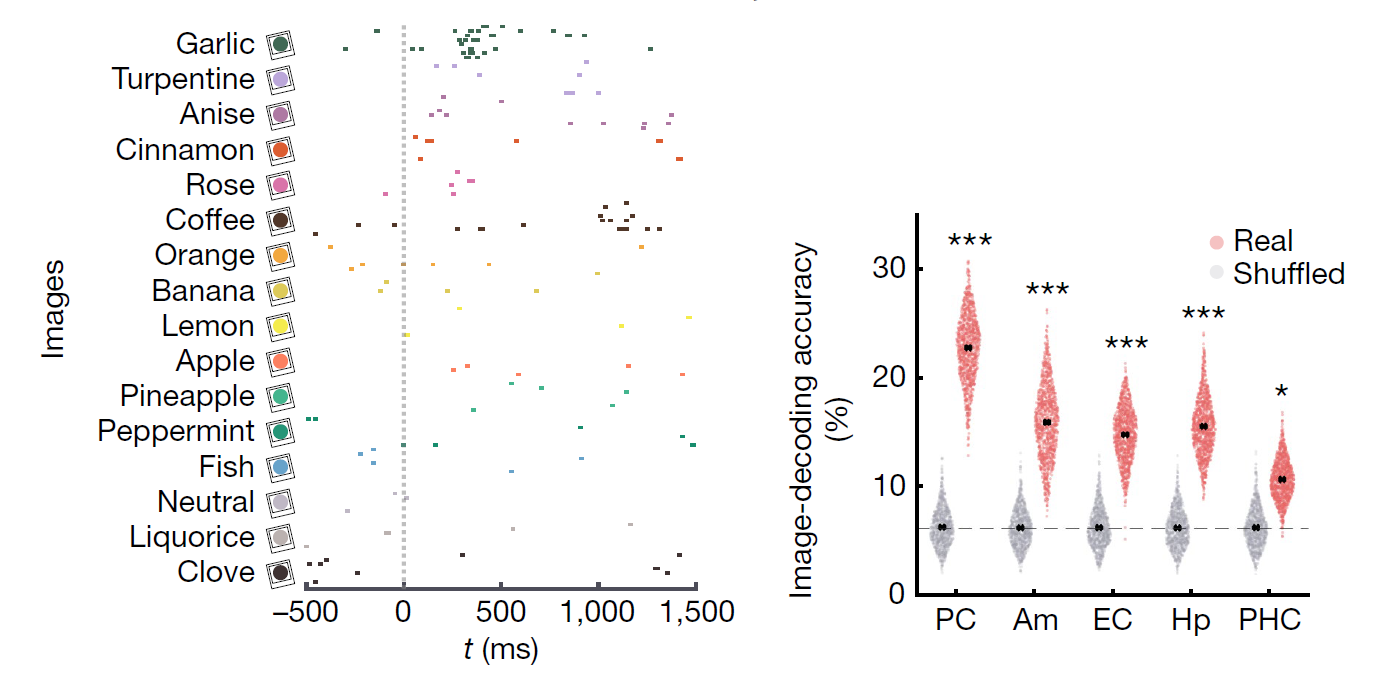 Images
Garlic
Turpentine
Anise
Cinnamon
Rose
Coffee
Orange
Banana
Lemon
Apple
Pineapple
Peppermint
Fish
Neutral
Liquorice
Clove
–500 0 500 1,000 1,500
t (ms)
Image-decoding accuracy
(%)
30
20
10
0
***
***
***
***
*
Real
Shuffled
PC Am EC Hp PHC